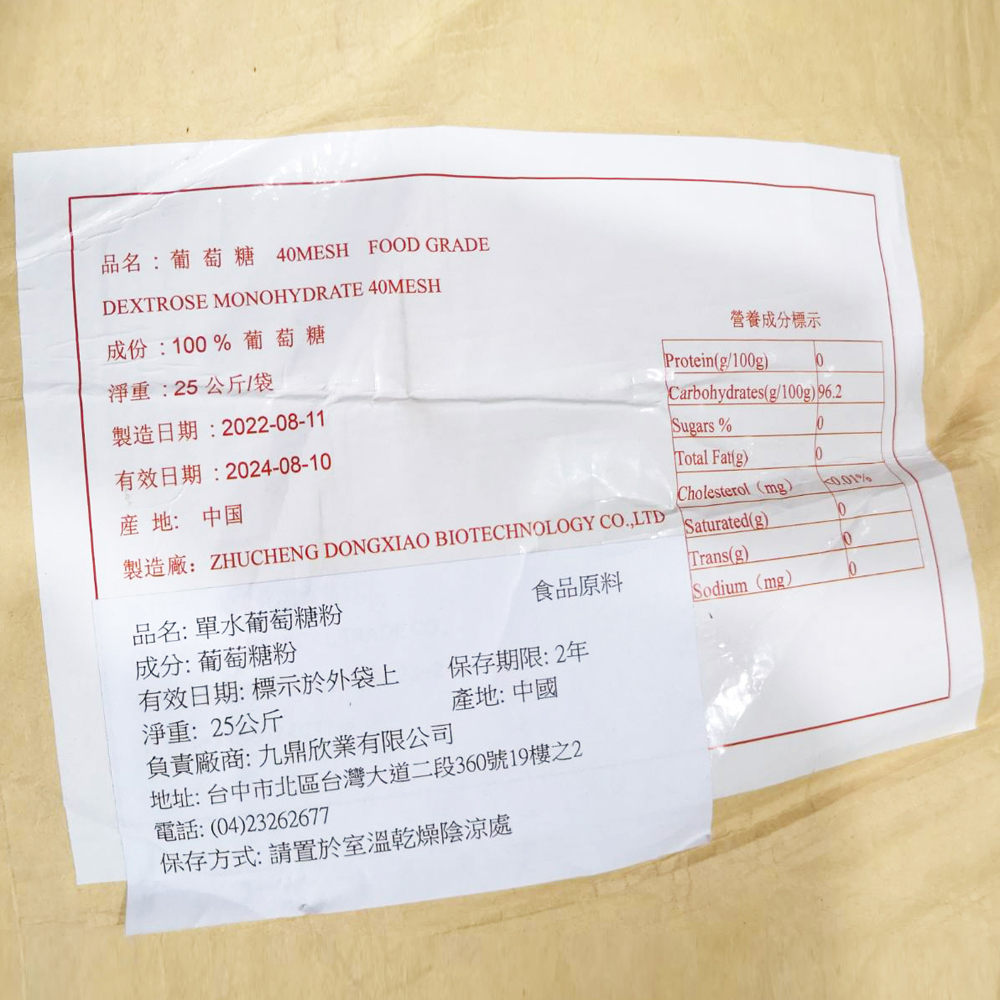 品名：葡萄糖 40MESH FOOD GRADE
DEXTROSE MONOHYDRATE 40MESH
成份：100 % 葡萄糖
淨重：25 公斤/袋
製造日期：2022-08-11
有效日期：2024-08-10
產 地: 中国
製造廠：ZHUCHENG DONGXIAO BIOTECHNOLOGY CO.,LTD
營養成分標示
Protein(g/100g) 0
Carbohydrates(g/100g) 96.2
Sugars % 0
Total Fat(g) 0
Cholesterol（mg） <0.01%
Saturated(g) 0
Trans(g) 0
Sodium（mg） 0
食品原料
品名: 單水葡萄糖粉
成分: 葡萄糖粉
有效日期: 標示於外袋上 保存期限: 2年
淨重: 25公斤 產地: 中國
負責廠商: 九鼎欣業有限公司
地址: 台中市北區台灣大道二段360號19樓之2
電話: (04)23262677
保存方式: 請置於室溫乾燥陰涼處